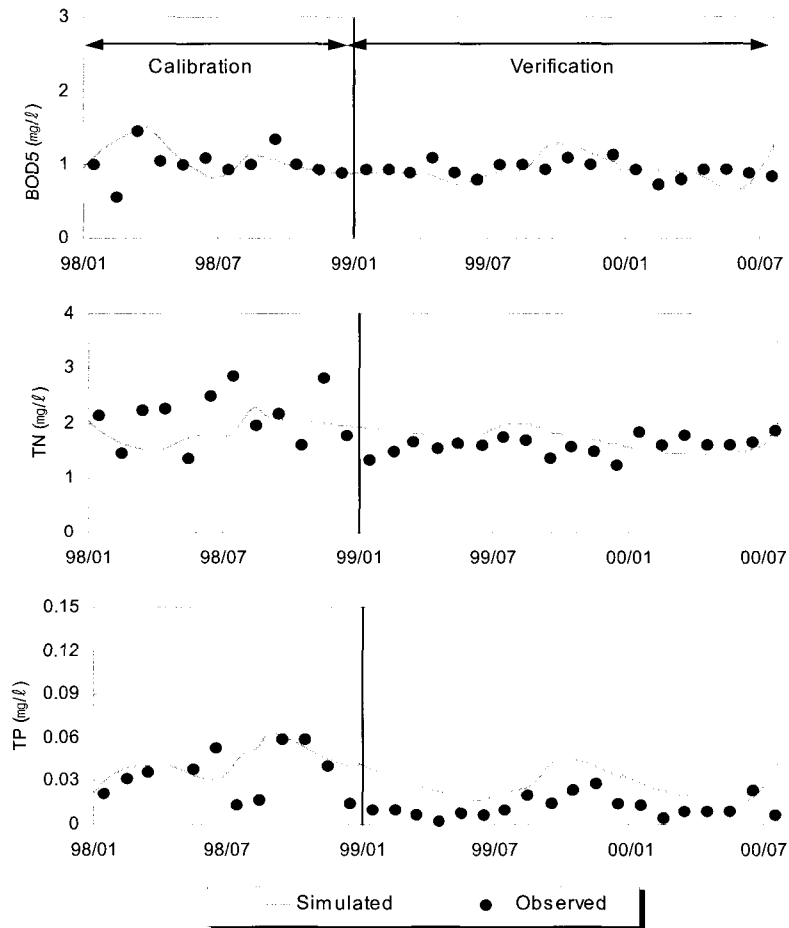 3
Calibration
Verification
2
BOD5 (mg/ℓ)
1
0
98/01 98/07 99/01 99/07 00/01 00/07
4
3
TN (mg/ℓ)
2
1
0
98/01 98/07 99/01 99/07 00/01 00/07
0.15
0.12
0.09
TP (mg/ℓ)
0.06
0.03
0
98/01 98/07 99/01 99/07 00/01 00/07
Simulated Observed